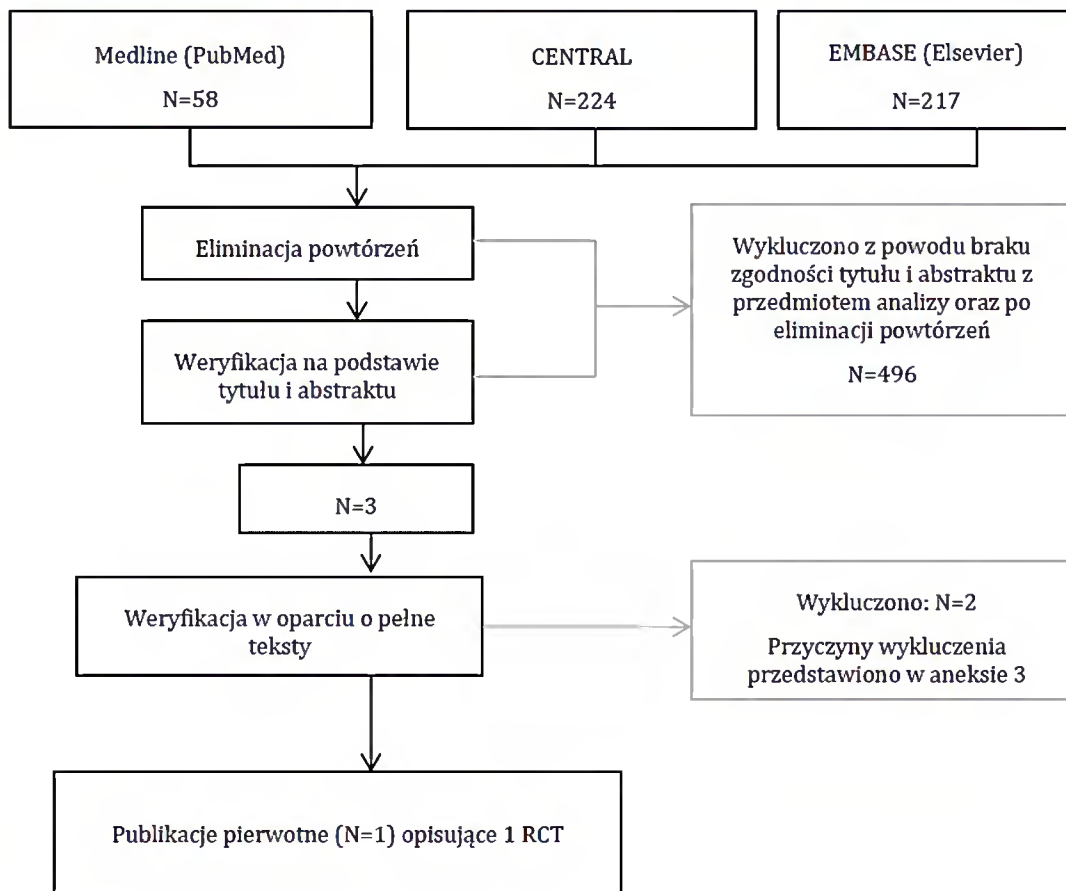 Medline (PubMed)
N=58
CENTRAL
N=224
EMBASE (Elsevier)
N=217
Eliminacja powtórzeń
Wykluczono z powodu braku
zgodności tytułu i abstraktu z
przedmiotem analizy oraz po
eliminacji powtórzeń
N=496
Weryfikacja na podstawie
tytułu i abstraktu
N=3
Weryfikacja w oparciu o pełne
teksty
Wykluczono: N=2
Przyczyny wykluczenia
przedstawiono w aneksie 3
Publikacje pierwotne (N=1) opisujące 1 RCT